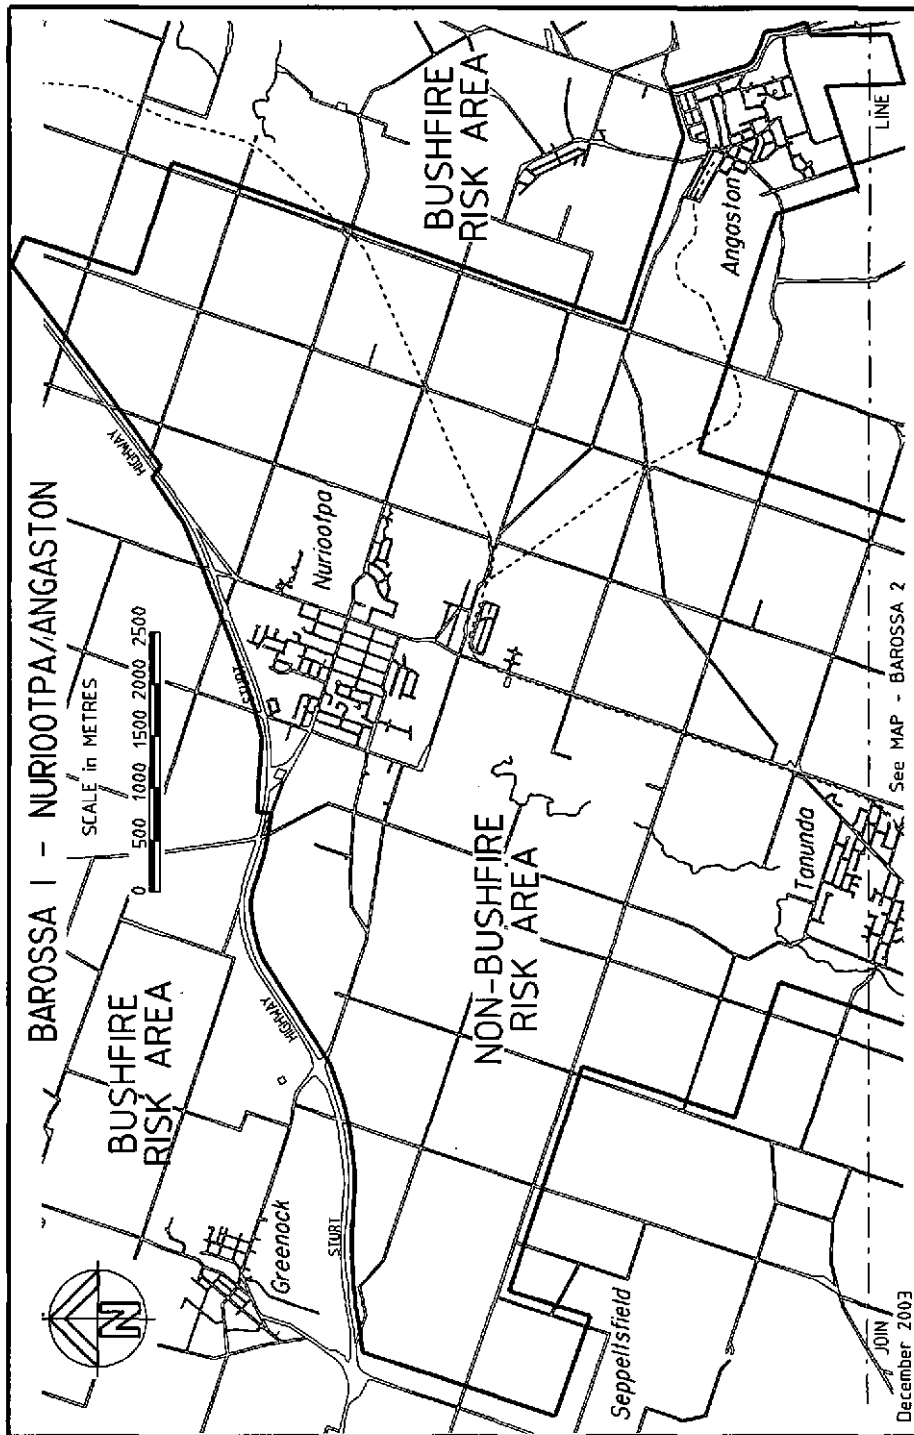 BAROSSA 1 - NURIOOTPA/ANGASTON
SCALE in METRES
0 500 1000 1500 2000 2500
N
BUSHFIRE
RISK AREA
BUSHFIRE
RISK AREA
NON-BUSHFIRE
RISK AREA
Greenock
STURT
HIGHWAY
STURT
HIGHWAY
Nuriootpa
Angaston
Tanunda
Seppeltsfield
JOIN
LINE
December 2003
See MAP - BAROSSA 2